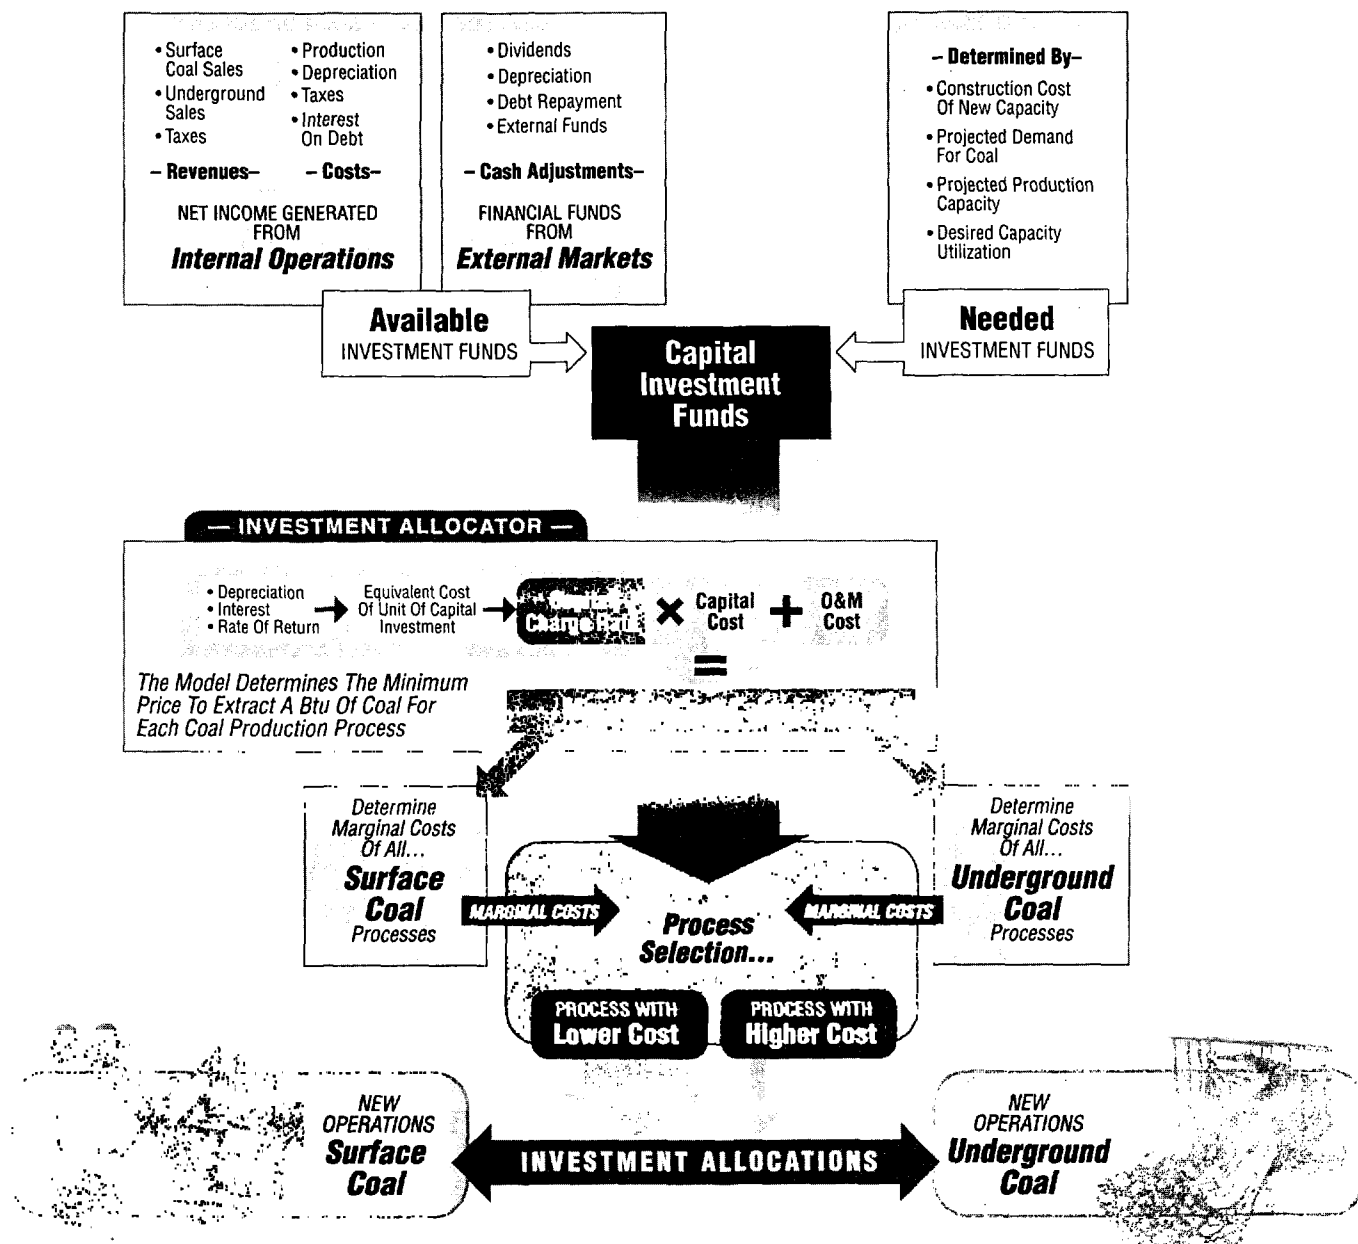 • Surface
Coal Sales
• Underground
Sales
• Taxes
• Production
• Depreciation
• Taxes
• Interest
On Debt
– Revenues–
– Costs–
NET INCOME GENERATED
FROM
Internal Operations
• Dividends
• Depreciation
• Debt Repayment
• External Funds
– Cash Adjustments–
FINANCIAL FUNDS
FROM
External Markets
– Determined By–
• Construction Cost
Of New Capacity
• Projected Demand
For Coal
• Projected Production
Capacity
• Desired Capacity
Utilization
Available
INVESTMENT FUNDS
Needed
INVESTMENT FUNDS
Capital
Investment
Funds
— INVESTMENT ALLOCATOR —
• Depreciation
• Interest
• Rate Of Return
Equivalent Cost
Of Unit Of Capital
Investment
Charge
× Capital
Cost
+ O&M
Cost
=
The Model Determines The Minimum
Price To Extract A Btu Of Coal For
Each Coal Production Process
Determine
Marginal Costs
Of All...
Surface
Coal
Processes
MARGINAL COSTS
Process
Selection...
MARGINAL COSTS
Determine
Marginal Costs
Of All...
Underground
Coal
Processes
PROCESS WITH
Lower Cost
PROCESS WITH
Higher Cost
NEW
OPERATIONS
Surface
Coal
INVESTMENT ALLOCATIONS
NEW
OPERATIONS
Underground
Coal